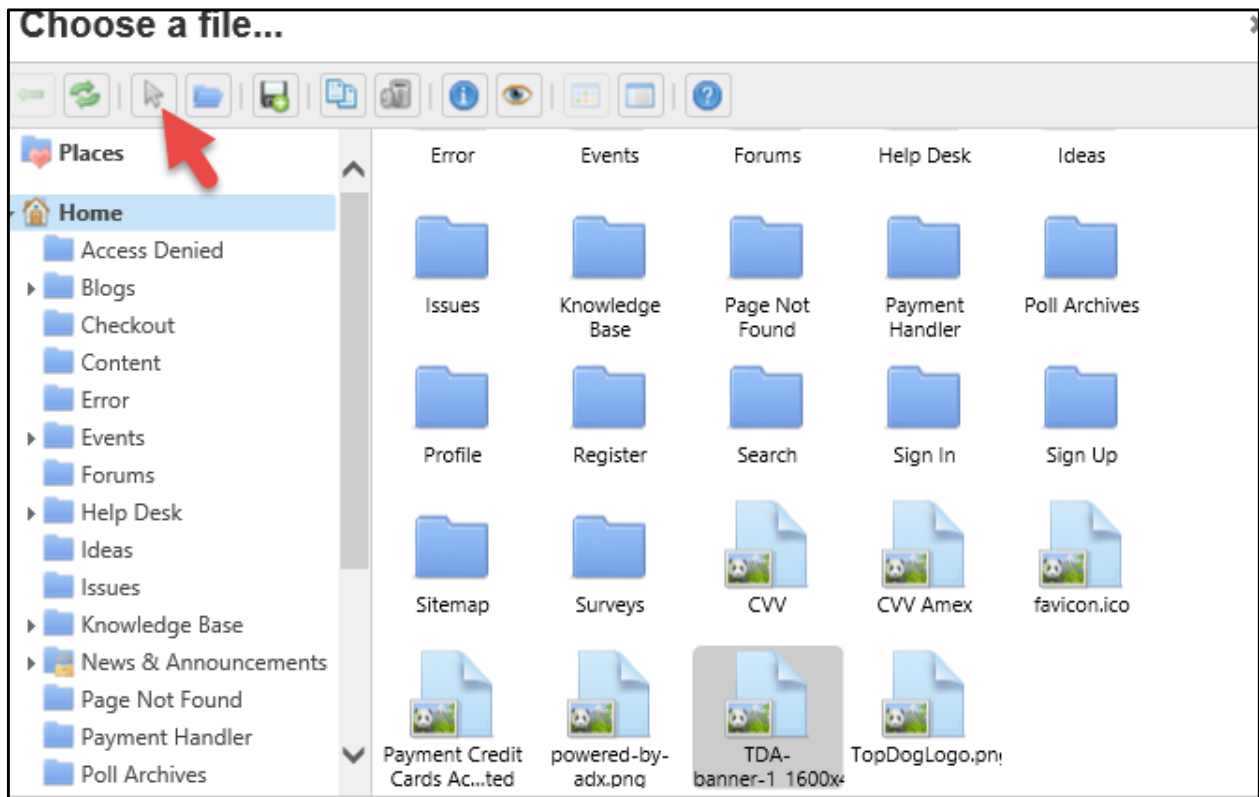 Choose a file...
Places
Home
Access Denied
Blogs
Checkout
Content
Error
Events
Forums
Help Desk
Ideas
Issues
Knowledge Base
News & Announcements
Page Not Found
Payment Handler
Poll Archives
Error Events Forums Help Desk Ideas
Issues Knowledge Page Not Payment Poll Archives
Base Found Handler
Profile Register Search Sign In Sign Up
Sitemap Surveys CVV CVV Amex favicon.ico
Payment Credit powered-by- TDA- TopDogLogo.png
Cards Ac...ted adx.png banner-1_1600x4